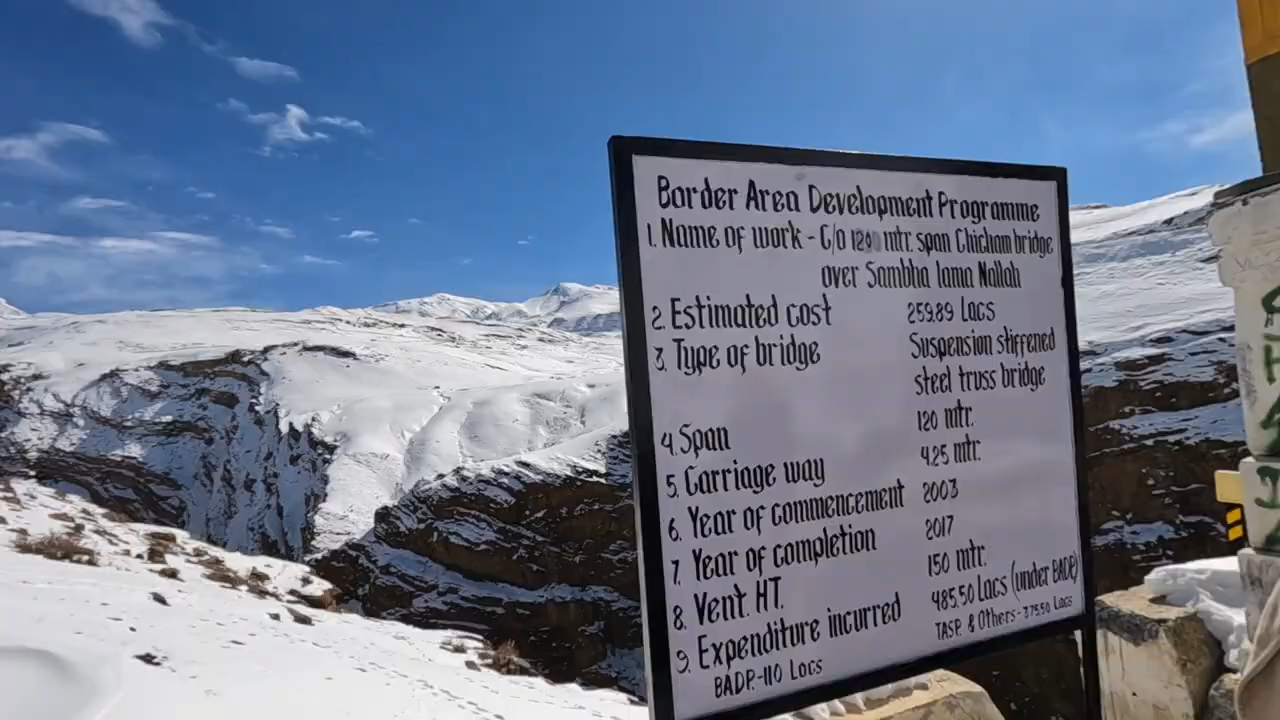 Border Area Development Programme
1. Name of work - C/o 120 mtr. span Chicham bridge
over Sambha lama Nallah
2. Estimated cost 259.89 Lacs
3. Type of bridge Suspension stiffened
steel truss bridge
4. Span 120 mtr.
5. Carriage way 4.25 mtr.
6. Year of commencement 2003
7. Year of completion 2017
8. Vent. HT. 150 mtr.
9. Expenditure incurred 485.50 Lacs (under BADP)
BADP.-110 Lacs TASP. & Others-375.50 Lacs